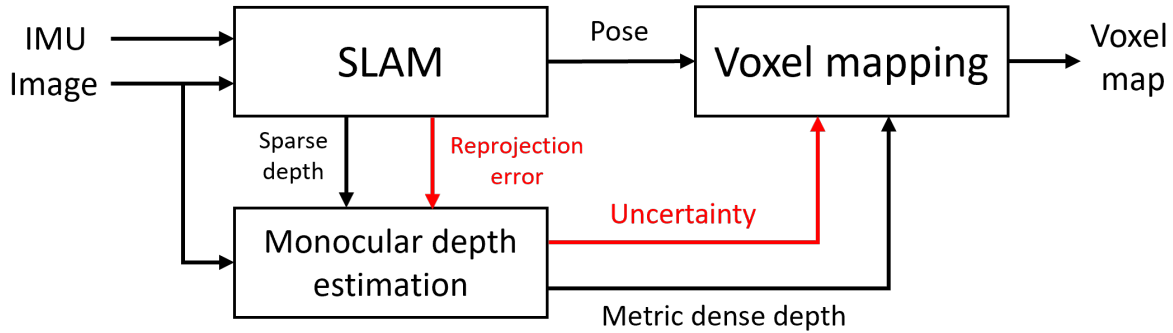 IMU
Image
SLAM
Pose
Voxel mapping
Voxel
map
Sparse
depth
Reprojection
error
Monocular depth
estimation
Uncertainty
Metric dense depth